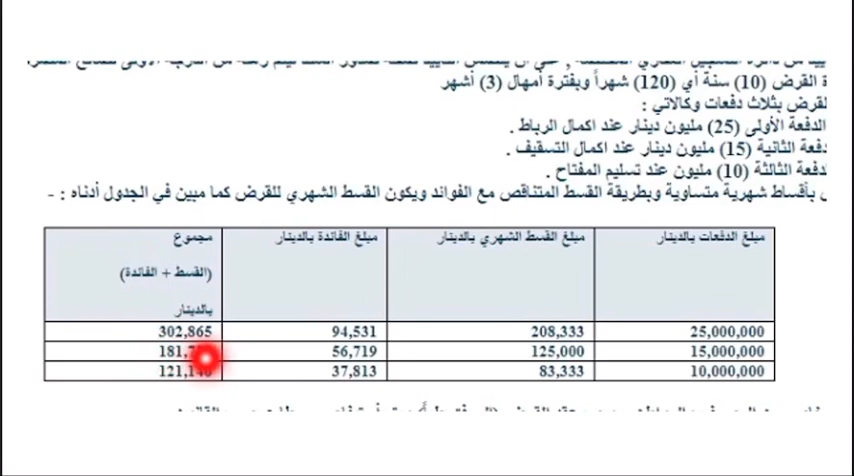 ة القرض (10) سنة أي (120) شهراً وبفترة أمهال (3) أشهر
لقرض بثلاث دفعات وكالاتي :
الدفعة الأولى (25) مليون دينار عند اكمال الرباط .
دفعة الثانية (15) مليون دينار عند اكمال التسقيف .
لدفعة الثالثة (10) مليون عند تسليم المفتاح .
بأقساط شهرية متساوية وبطريقة القسط المتناقص مع الفوائد ويكون القسط الشهري للقرض كما مبين في الجدول أدناه : -
مبلغ الدفعات بالدينار مبلغ القسط الشهري بالدينار مبلغ الفائدة بالدينار مجموع
(القسط + الفائدة)
بالدينار
25,000,000 208,333 94,531 302,865
15,000,000 125,000 56,719
10,000,000 83,333 37,813